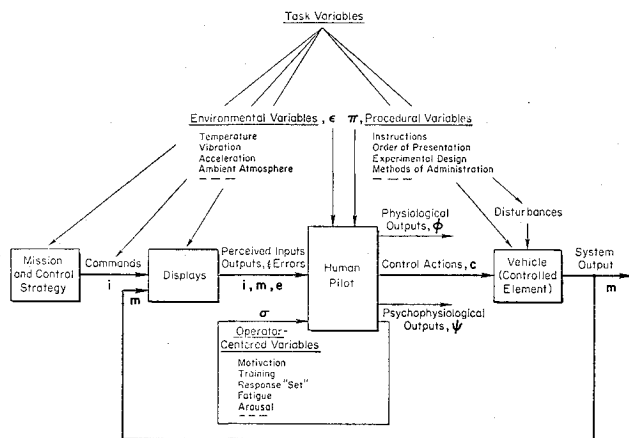 Task Variables
Environmental Variables, ϵ
π, Procedural Variables
Temperature
Vibration
Acceleration
Ambient Atmosphere
Instructions
Order of Presentation
Experimental Design
Methods of Administration
Disturbances
Mission
and Control
Strategy
Commands
i
m
Displays
Perceived Inputs
Outputs, & Errors
i, m, e
Human
Pilot
Physiological
Outputs, ϕ
Control Actions, c
Psychophysiological
Outputs, ψ
Vehicle
(Controlled
Element)
System
Output
m
σ
Operator-
Centered Variables
Motivation
Training
Response "Set"
Fatigue
Arousal